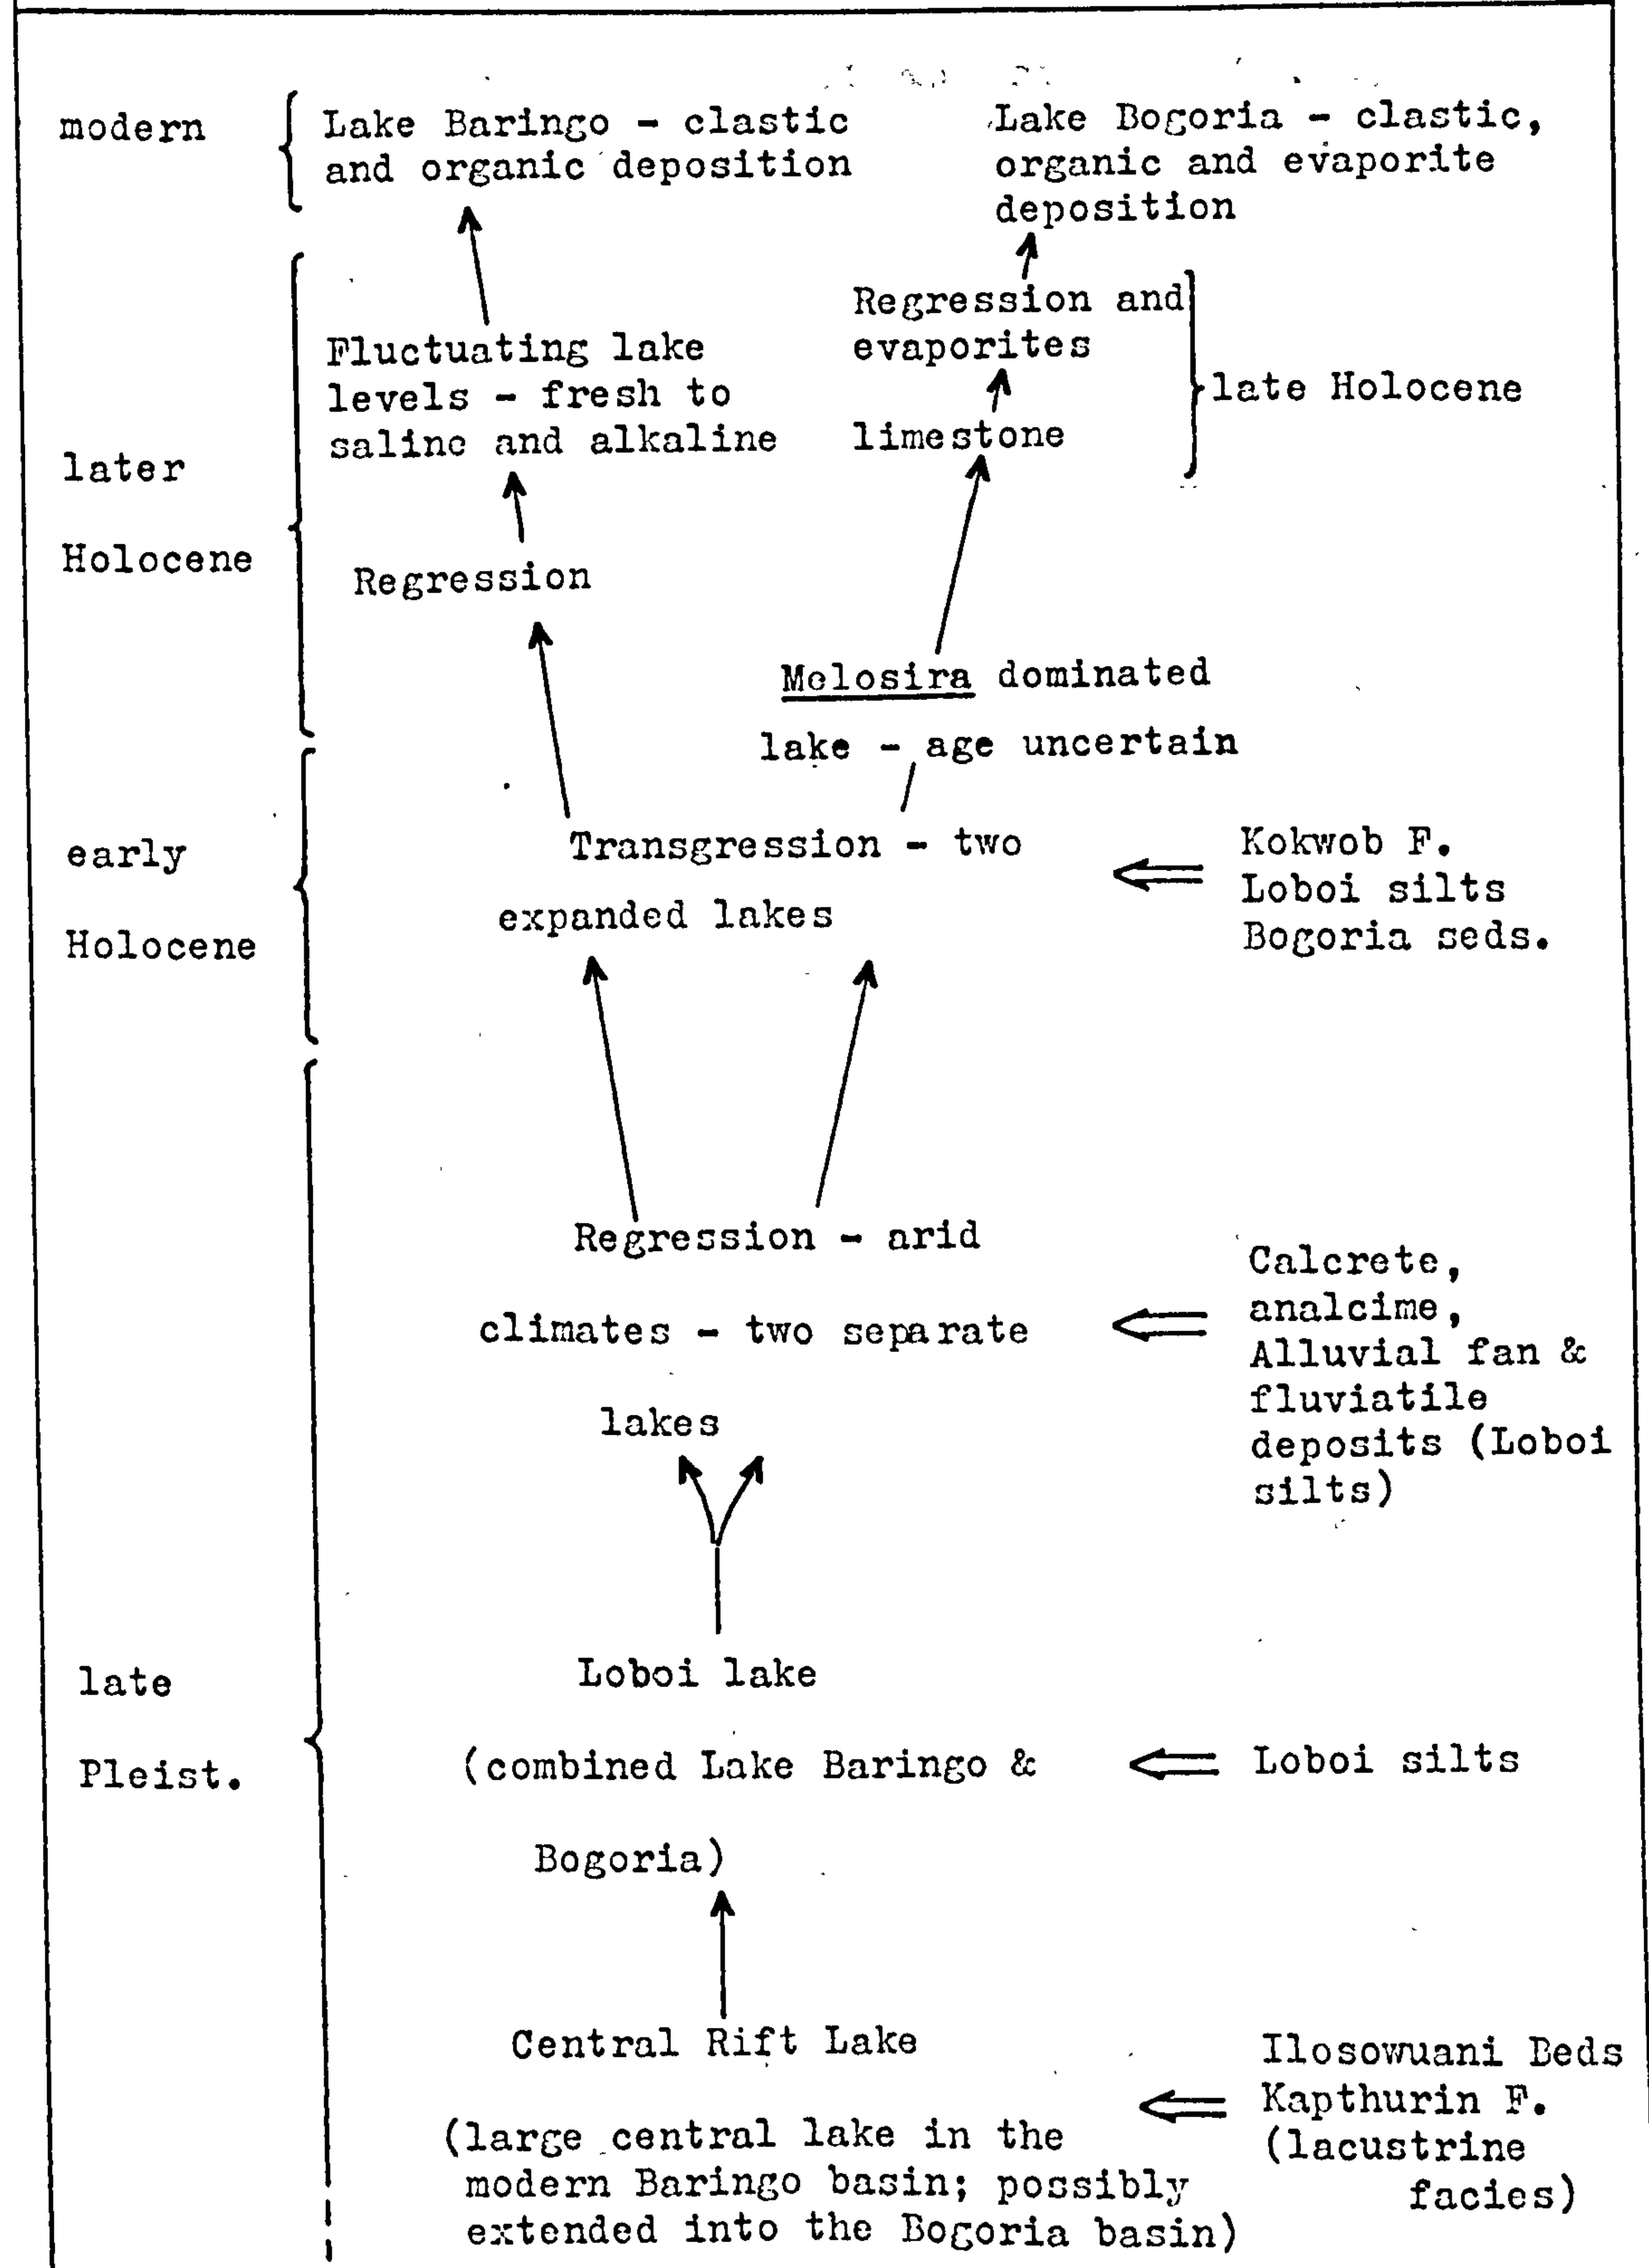 modern
Lake Baringo - clastic
and organic deposition
Lake Bogoria - clastic,
organic and evaporite
deposition
later
Holocene
Fluctuating lake
levels - fresh to
saline and alkaline
Regression and
evaporites
limestone
late Holocene
Regression
Melosira dominated
lake - age uncertain
early
Holocene
Transgression - two
expanded lakes
Kokwob F.
Loboi silts
Bogoria seds.
Regression - arid
climates - two separate
lakes
Calcrete,
analcime,
Alluvial fan &
fluviatile
deposits (Loboi
silts)
late
Pleist.
Loboi lake
(combined Lake Baringo &
Bogoria)
Loboi silts
Central Rift Lake
(large central lake in the
modern Baringo basin; possibly
extended into the Bogoria basin)
Ilosowuani Beds
Kapthurin F.
(lacustrine
facies)